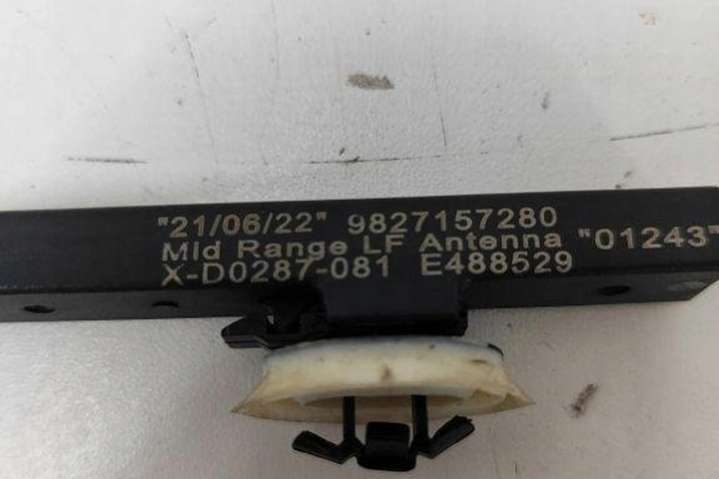 "21/06/22" 9827157280
Mid Range LF Antenna "01243"
X-D0287-081 E488529